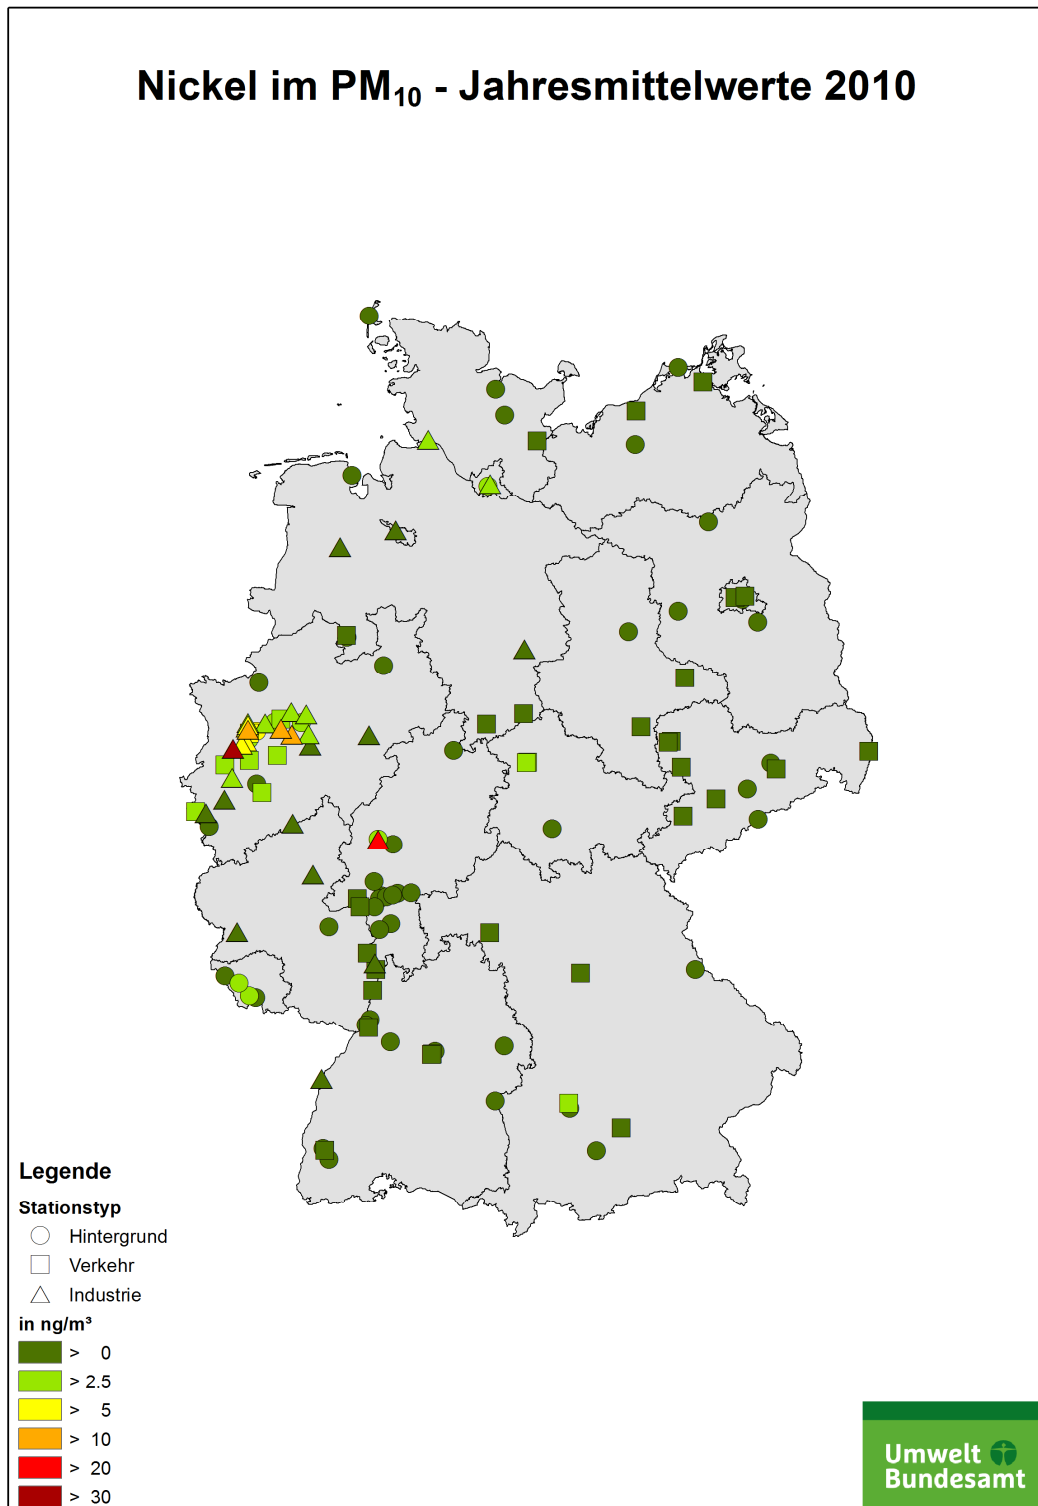 Nickel im PM₁₀ - Jahresmittelwerte 2010
Legende
Stationstyp
Hintergrund
Verkehr
Industrie
in ng/m³
> 0
> 2.5
> 5
> 10
> 20
> 30
Umwelt
Bundesamt